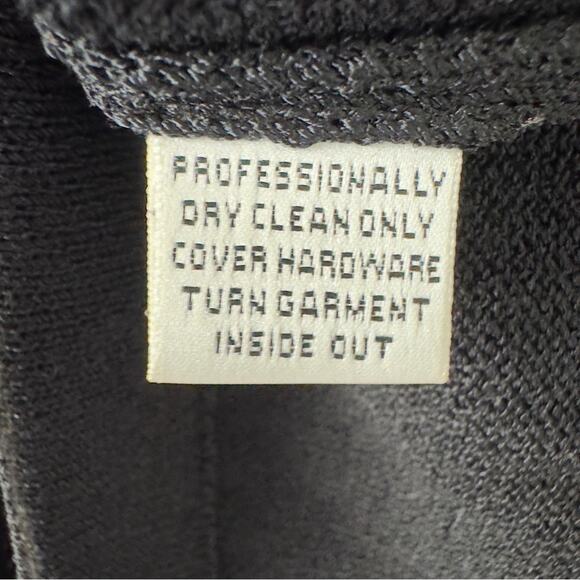 PROFESSIONALLY
DRY CLEAN ONLY
COVER HARDWARE
TURN GARMENT
INSIDE OUT